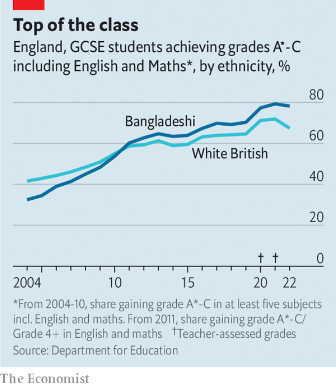 Top of the class
England, GCSE students achieving grades A*-C
including English and Maths*, by ethnicity, %
80
Bangladeshi
60
White British
40
20
† †
0
2004 10 15 20 22
*From 2004-10, share gaining grade A*-C in at least five subjects
incl. English and maths. From 2011, share gaining grade A*-C/
Grade 4+ in English and maths †Teacher-assessed grades
Source: Department for Education
The Economist